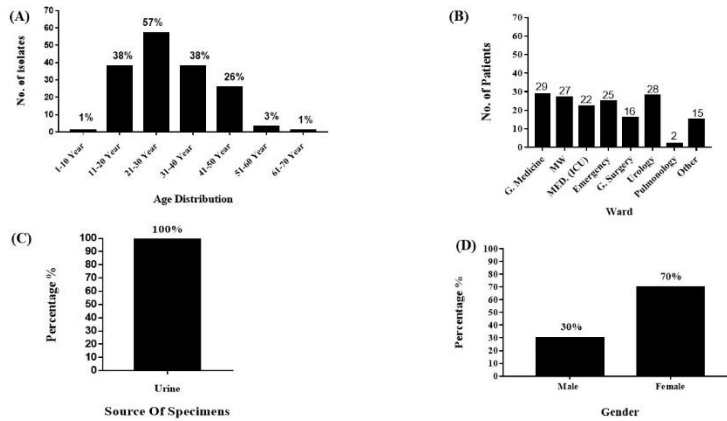 (A)
No. of isolates
70
60
50
40
30
20
10
0
1%
38%
57%
38%
26%
3%
1%
1-10 Year
11-20 Year
21-30 Year
31-40 Year
41-50 Year
51-60 Year
61-70 Year
Age Distribution
(B)
No. of Patients
70
60
50
40
30
20
10
0
29
27
22
25
16
28
2
15
G. Medicine
MW
MED. (ICU)
Emergency
G. Surgery
Urology
Pulmonology
Other
Ward
(C)
Percentage %
100
90
80
70
60
50
40
30
20
10
0
100%
Urine
Source Of Specimens
(D)
Percentage %
100
90
80
70
60
50
40
30
20
10
0
30%
70%
Male
Female
Gender